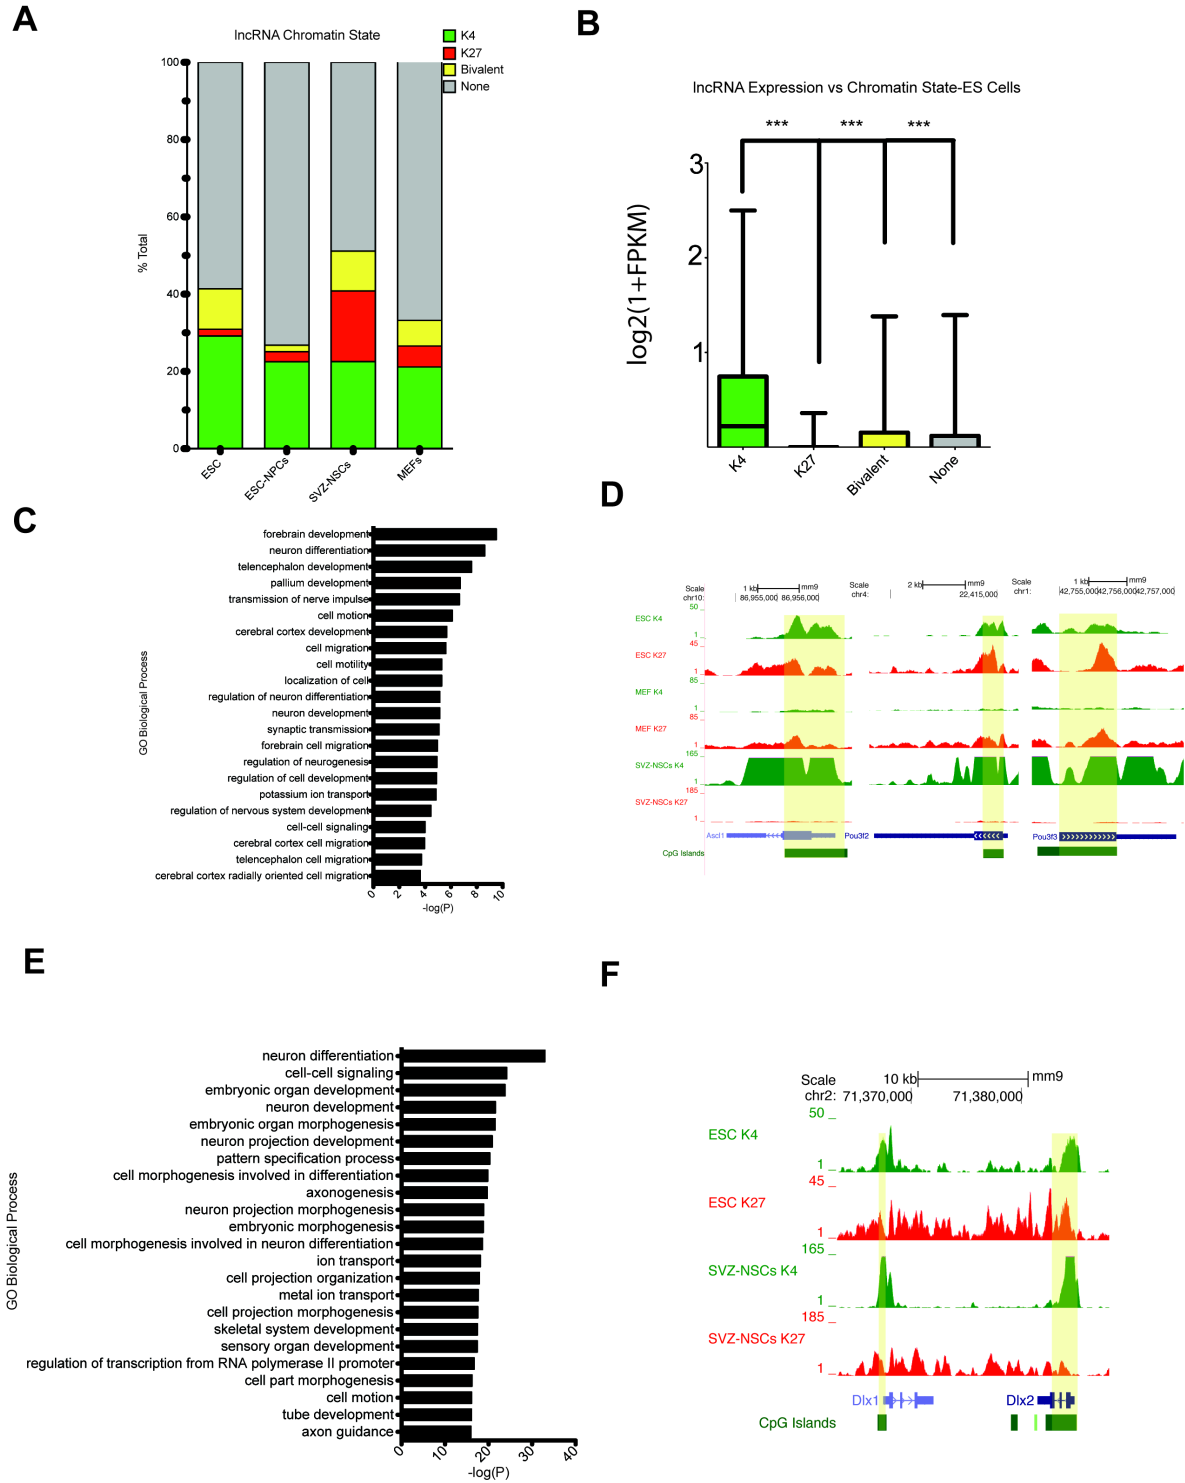 A
lncRNA Chromatin State
K4
K27
Bivalent
None
% Total
100
80
60
40
20
0
ESC
ESC-NPCs
SVZ-NSCs
MEFs
B
lncRNA Expression vs Chromatin State-ES Cells
*** *** ***
log2(1+FPKM)
3
2
1
K4
K27
Bivalent
None
C
GO Biological Process
forebrain development
neuron differentiation
telencephalon development
pallium development
transmission of nerve impulse
cell motion
cerebral cortex development
cell migration
cell motility
localization of cell
regulation of neuron differentiation
neuron development
synaptic transmission
forebrain cell migration
regulation of neurogenesis
regulation of cell development
potassium ion transport
regulation of nervous system development
cell-cell signaling
cerebral cortex cell migration
telencephalon cell migration
cerebral cortex radially oriented cell migration
0 2 4 6 8 10
-log(P)
D
Scale 1 kb mm9
chr10: 86,955,000 86,956,000
Scale 2 kb mm9
chr4: 22,415,000
Scale 1 kb mm9
chr1: 42,755,000 42,756,000 42,757,000
50
ESC K4
1
45
ESC K27
1
85
MEF K4
1
85
MEF K27
1
165
SVZ-NSCs K4
1
185
SVZ-NSCs K27
1
Ascl1 Pou3f2 Pou3f3
CpG Islands
E
GO Biological Process
neuron differentiation
cell-cell signaling
embryonic organ development
neuron development
embryonic organ morphogenesis
neuron projection development
pattern specification process
cell morphogenesis involved in differentiation
axonogenesis
neuron projection morphogenesis
embryonic morphogenesis
cell morphogenesis involved in neuron differentiation
ion transport
cell projection organization
metal ion transport
cell projection morphogenesis
skeletal system development
sensory organ development
regulation of transcription from RNA polymerase II promoter
cell part morphogenesis
cell motion
tube development
axon guidance
0 10 20 30 40
-log(P)
F
Scale 10 kb mm9
chr2: 71,370,000 71,380,000
50
ESC K4
1
45
ESC K27
1
165
SVZ-NSCs K4
1
185
SVZ-NSCs K27
1
Dlx1 Dlx2
CpG Islands